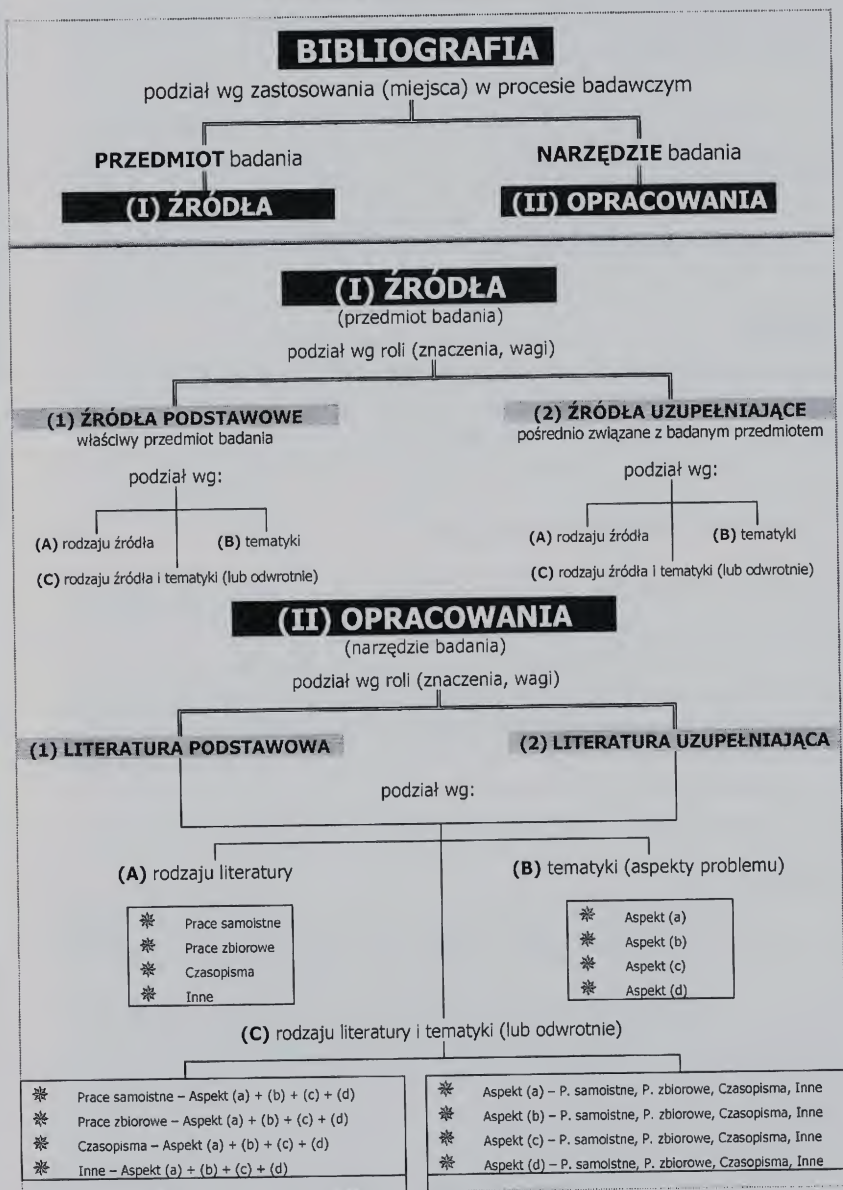 BIBLIOGRAFIA
podział wg zastosowania (miejsca) w procesie badawczym
PRZEDMIOT badania
NARZĘDZIE badania
(I) ŹRÓDŁA
(II) OPRACOWANIA
(I) ŹRÓDŁA
(przedmiot badania)
podział wg roli (znaczenia, wagi)
(1) ŹRÓDŁA PODSTAWOWE
właściwy przedmiot badania
(2) ŹRÓDŁA UZUPEŁNIAJĄCE
pośrednio związane z badanym przedmiotem
podział wg:
(A) rodzaju źródła
(B) tematyki
(C) rodzaju źródła i tematyki (lub odwrotnie)
podział wg:
(A) rodzaju źródła
(B) tematyki
(C) rodzaju źródła i tematyki (lub odwrotnie)
(II) OPRACOWANIA
(narzędzie badania)
podział wg roli (znaczenia, wagi)
(1) LITERATURA PODSTAWOWA
(2) LITERATURA UZUPEŁNIAJĄCA
podział wg:
(A) rodzaju literatury
Prace samoistne
Prace zbiorowe
Czasopisma
Inne
(B) tematyki (aspekty problemu)
Aspekt (a)
Aspekt (b)
Aspekt (c)
Aspekt (d)
(C) rodzaju literatury i tematyki (lub odwrotnie)
Prace samoistne – Aspekt (a) + (b) + (c) + (d)
Prace zbiorowe – Aspekt (a) + (b) + (c) + (d)
Czasopisma – Aspekt (a) + (b) + (c) + (d)
Inne – Aspekt (a) + (b) + (c) + (d)
Aspekt (a) – P. samoistne, P. zbiorowe, Czasopisma, Inne
Aspekt (b) – P. samoistne, P. zbiorowe, Czasopisma, Inne
Aspekt (c) – P. samoistne, P. zbiorowe, Czasopisma, Inne
Aspekt (d) – P. samoistne, P. zbiorowe, Czasopisma, Inne